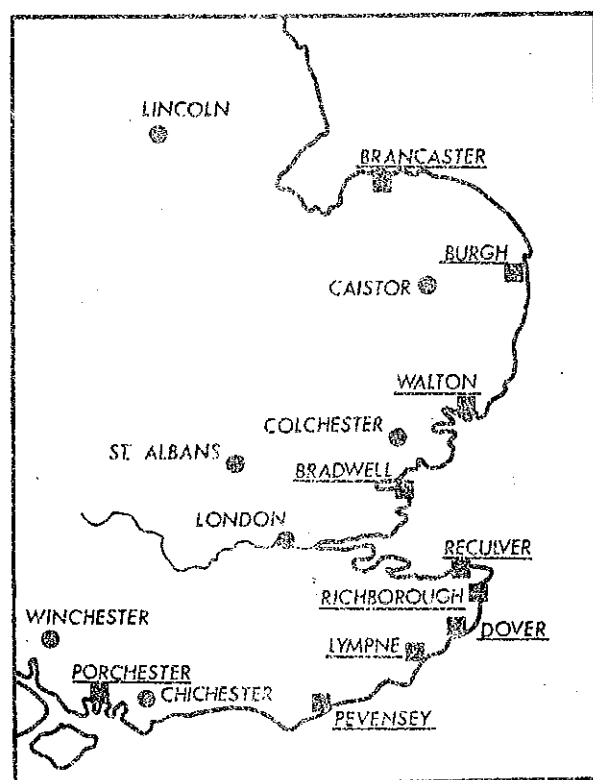 LINCOLN
BRANCASTER
BURGH
CAISTOR
WALTON
COLCHESTER
ST. ALBANS
BRADWELL
LONDON
RECULVER
RICHBOROUGH
WINCHESTER
DOVER
LYMPNE
PORCHESTER
CHICHESTER
PEVENSEY